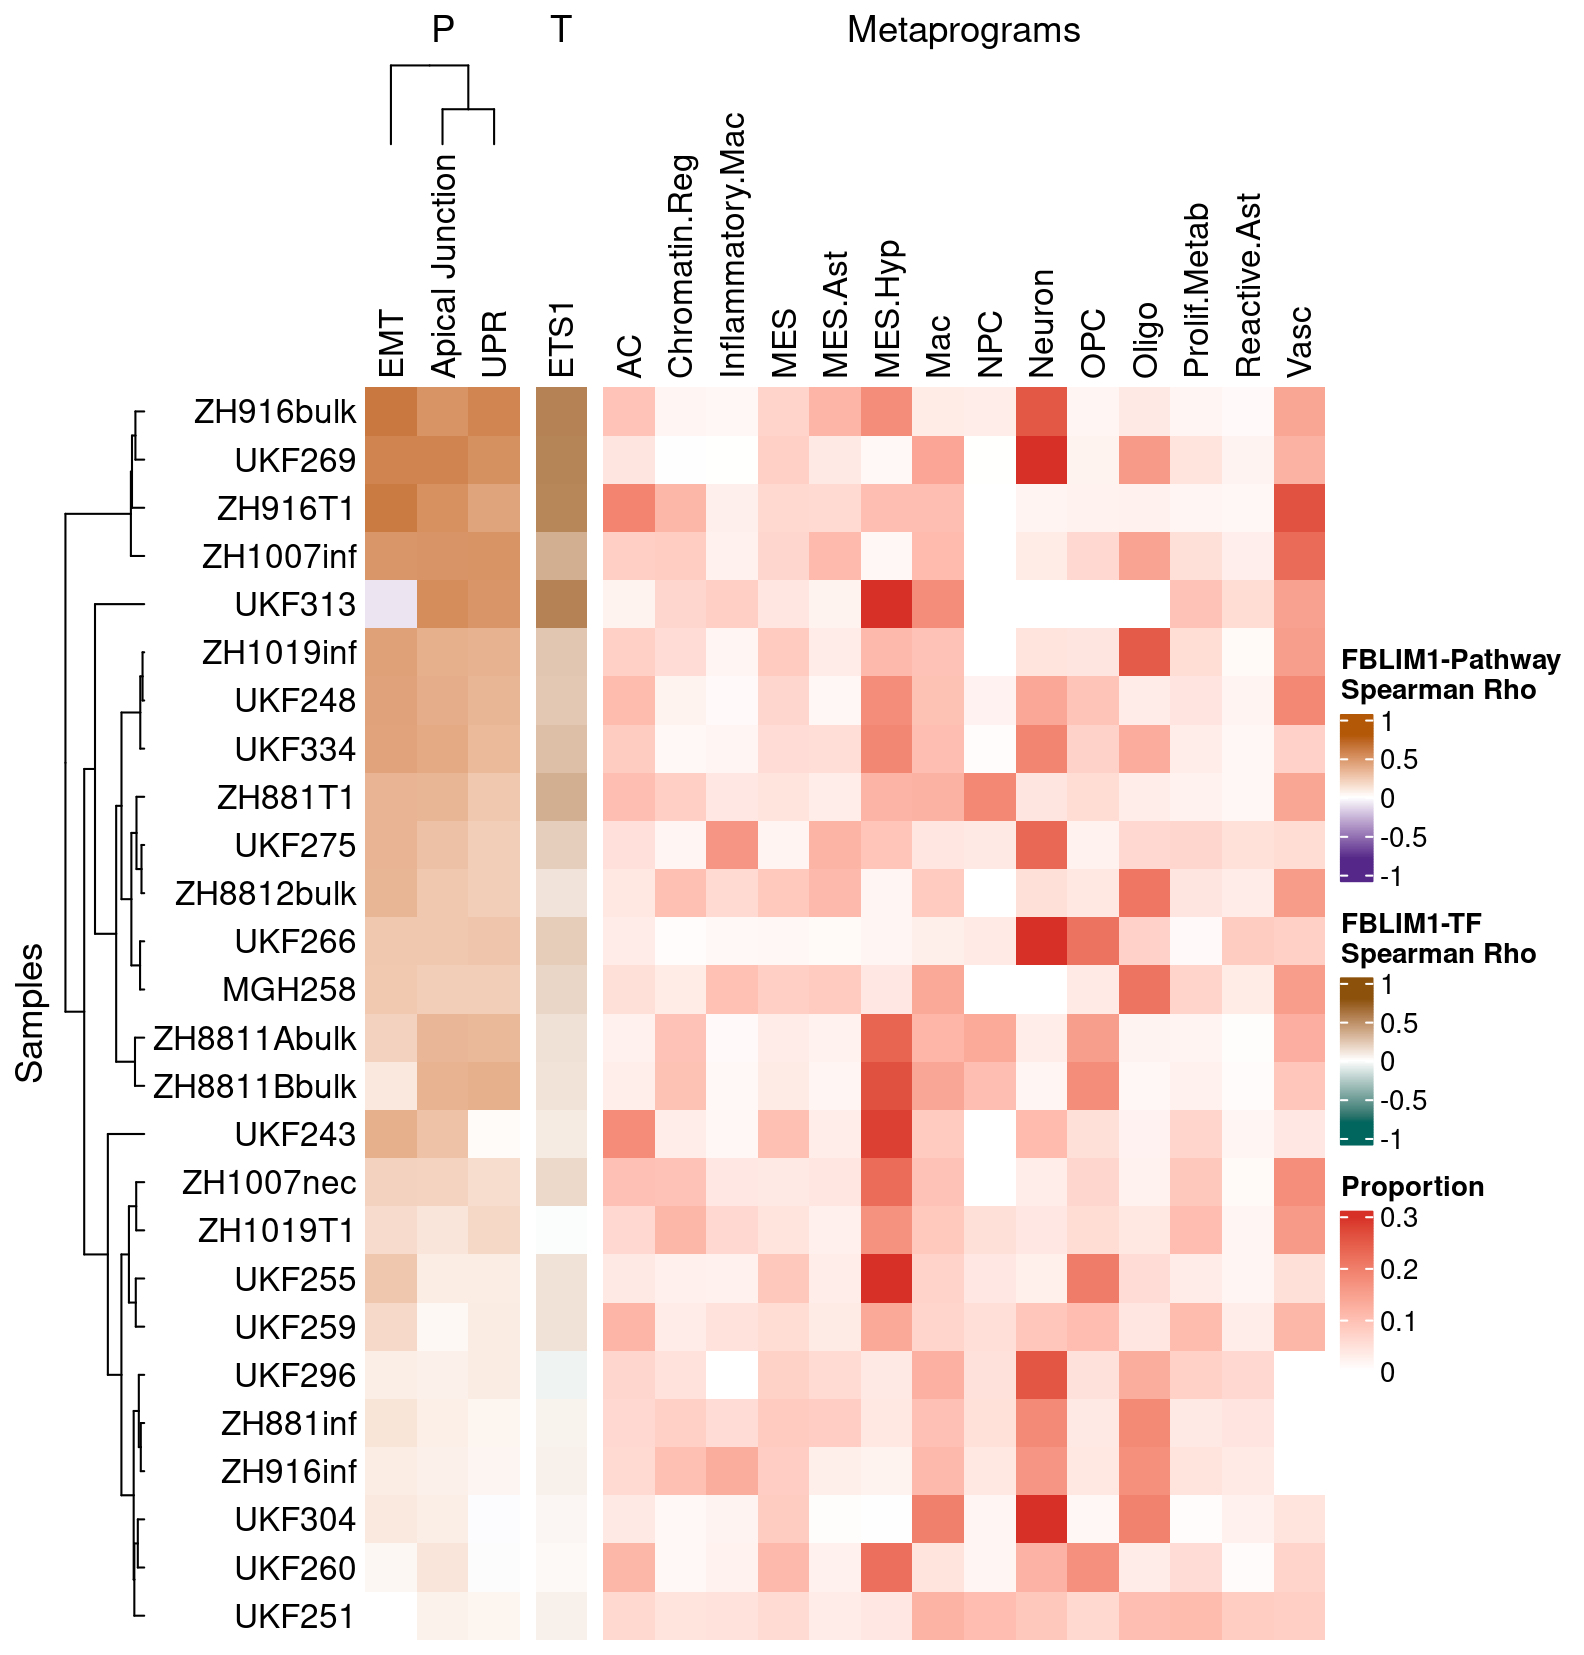 P T Metaprograms
EMT
Apical Junction
UPR
ETS1
AC
Chromatin.Reg
Inflammatory.Mac
MES
MES.Ast
MES.Hyp
Mac
NPC
Neuron
OPC
Oligo
Prolif.Metab
Reactive.Ast
Vasc
Samples
ZH916bulk
UKF269
ZH916T1
ZH1007inf
UKF313
ZH1019inf
UKF248
UKF334
ZH881T1
UKF275
ZH8812bulk
UKF266
MGH258
ZH8811Abulk
ZH8811Bbulk
UKF243
ZH1007nec
ZH1019T1
UKF255
UKF259
UKF296
ZH881inf
ZH916inf
UKF304
UKF260
UKF251
FBLIM1-Pathway
Spearman Rho
1
0.5
0
-0.5
-1
FBLIM1-TF
Spearman Rho
1
0.5
0
-0.5
-1
Proportion
0.3
0.2
0.1
0